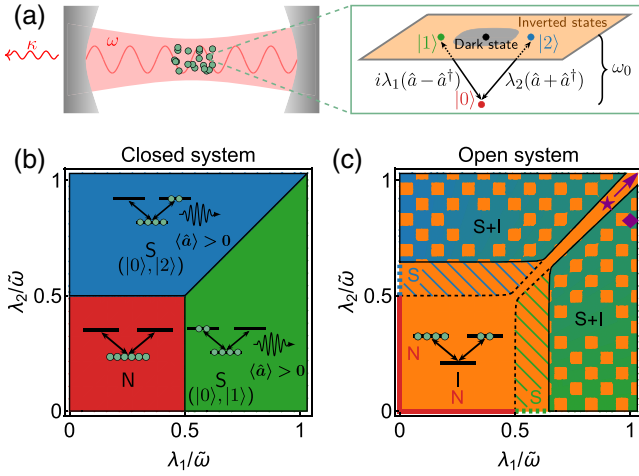 (a)
κ
ω
Inverted states
|1⟩
|2⟩
Dark state
iλ₁(â − â†)
λ₂(â + â†)
ω₀
|0⟩
(b) Closed system
1
S
(|0⟩, |2⟩)
⟨â⟩ > 0
λ₂/ω̃
0.5
N
S
(|0⟩, |1⟩)
⟨â⟩ > 0
0
0 0.5 1
λ₁/ω̃
(c) Open system
1
S+I
S
λ₂/ω̃
0.5
S+I
N
I
N
S
0
0 0.5 1
λ₁/ω̃